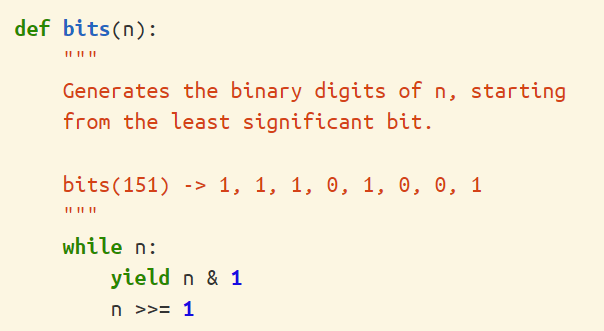 def bits(n):
    """
    Generates the binary digits of n, starting
    from the least significant bit.

    bits(151) -> 1, 1, 1, 0, 1, 0, 0, 1
    """
    while n:
        yield n & 1
        n >>= 1